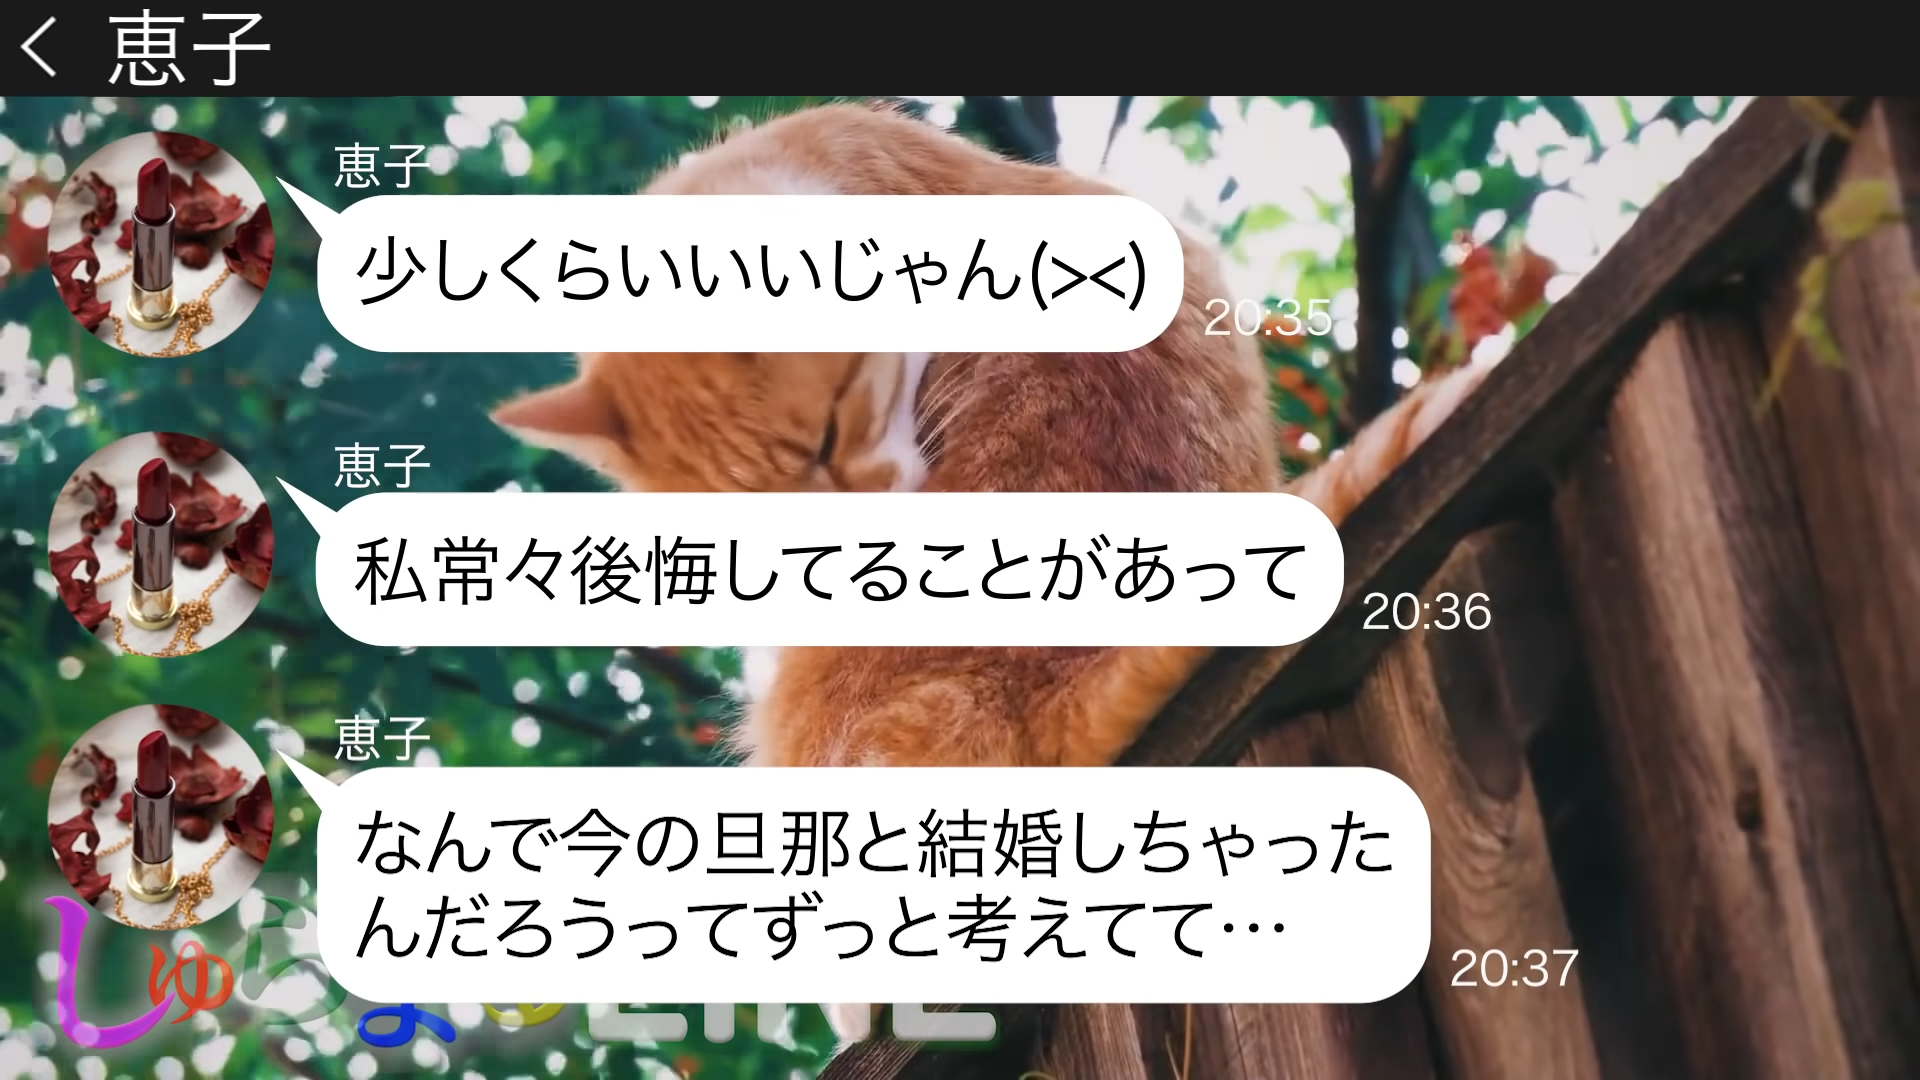 恵子
恵子
少しくらいいいじゃん(><)
20:35
恵子
私常々後悔してることがあって
20:36
恵子
なんで今の旦那と結婚しちゃった
んだろうってずっと考えてて…
20:37